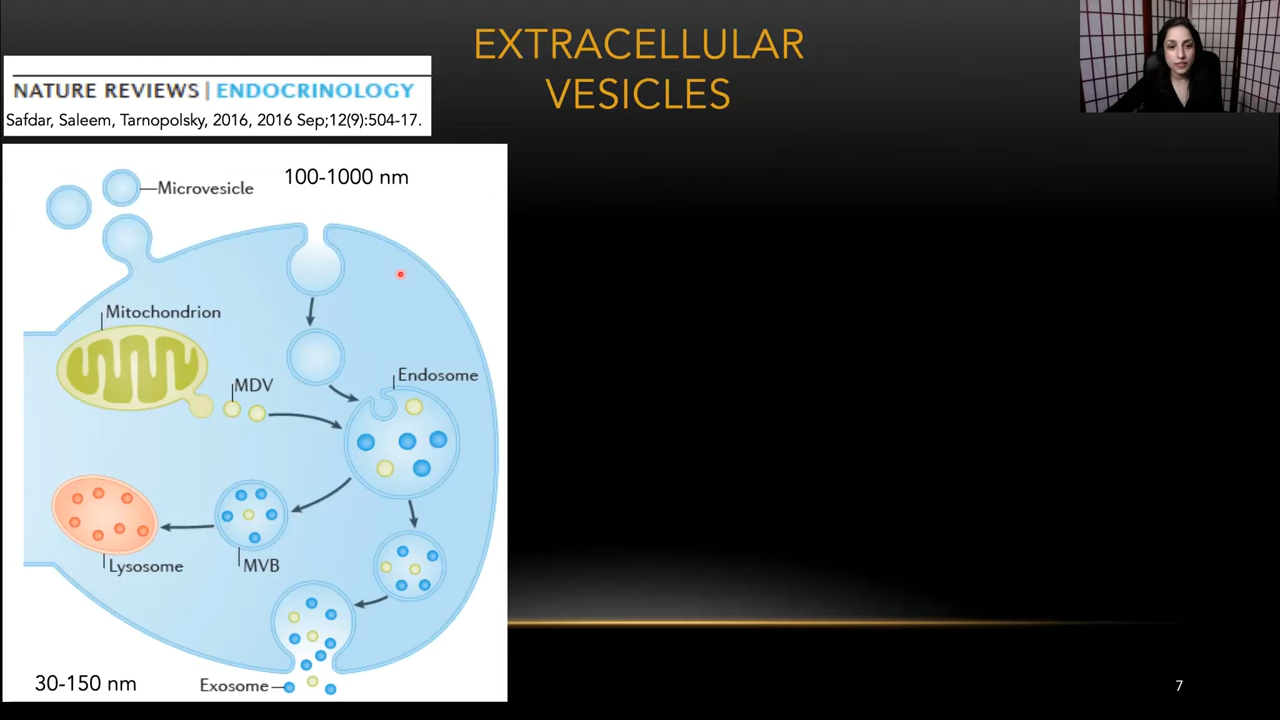 EXTRACELLULAR
VESICLES
NATURE REVIEWS | ENDOCRINOLOGY
Safdar, Saleem, Tarnopolsky, 2016, 2016 Sep;12(9):504-17.
100-1000 nm
Microvesicle
Mitochondrion
MDV
Endosome
Lysosome
MVB
30-150 nm
Exosome
7